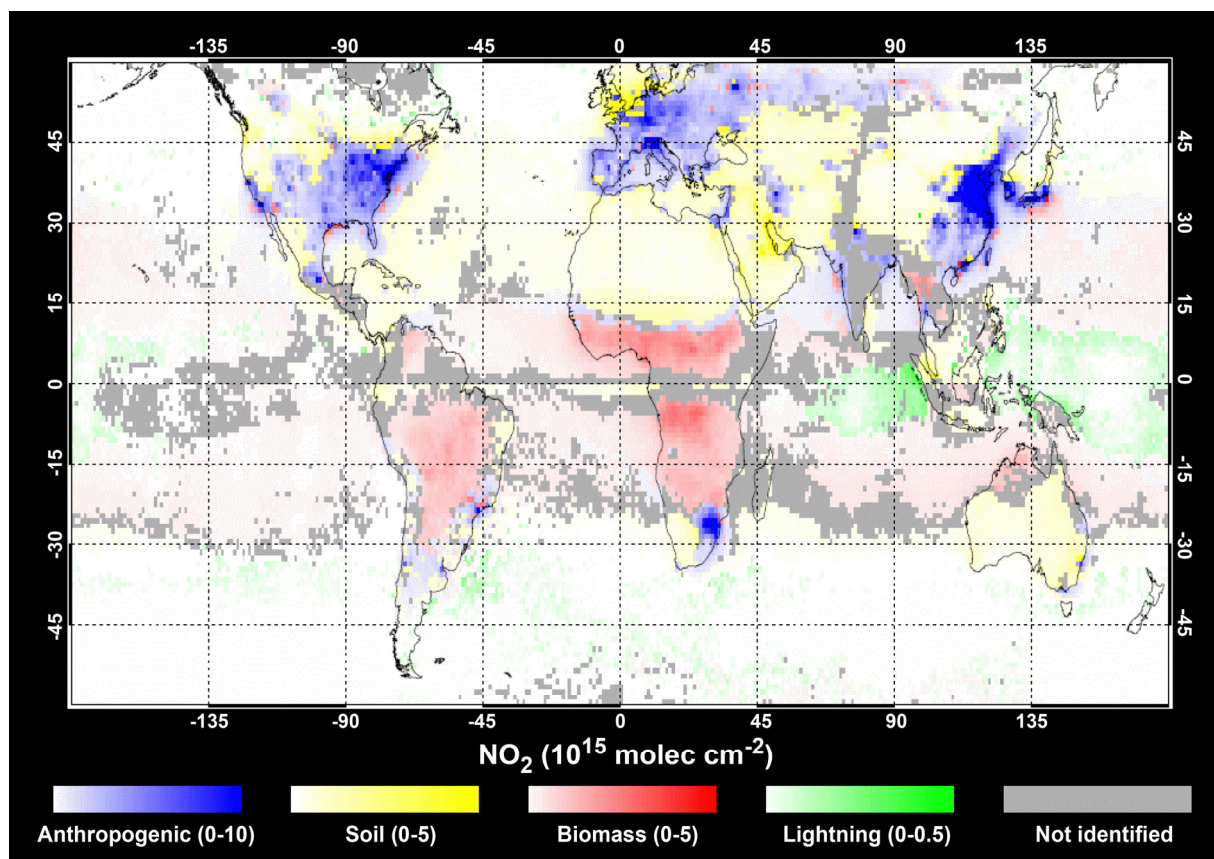 -135 -90 -45 0 45 90 135
45 45
30 30
15 15
0 0
-15 -15
-30 -30
-45 -45
-135 -90 -45 0 45 90 135
NO₂ (10¹⁵ molec cm⁻²)
Anthropogenic (0-10) Soil (0-5) Biomass (0-5) Lightning (0-0.5) Not identified